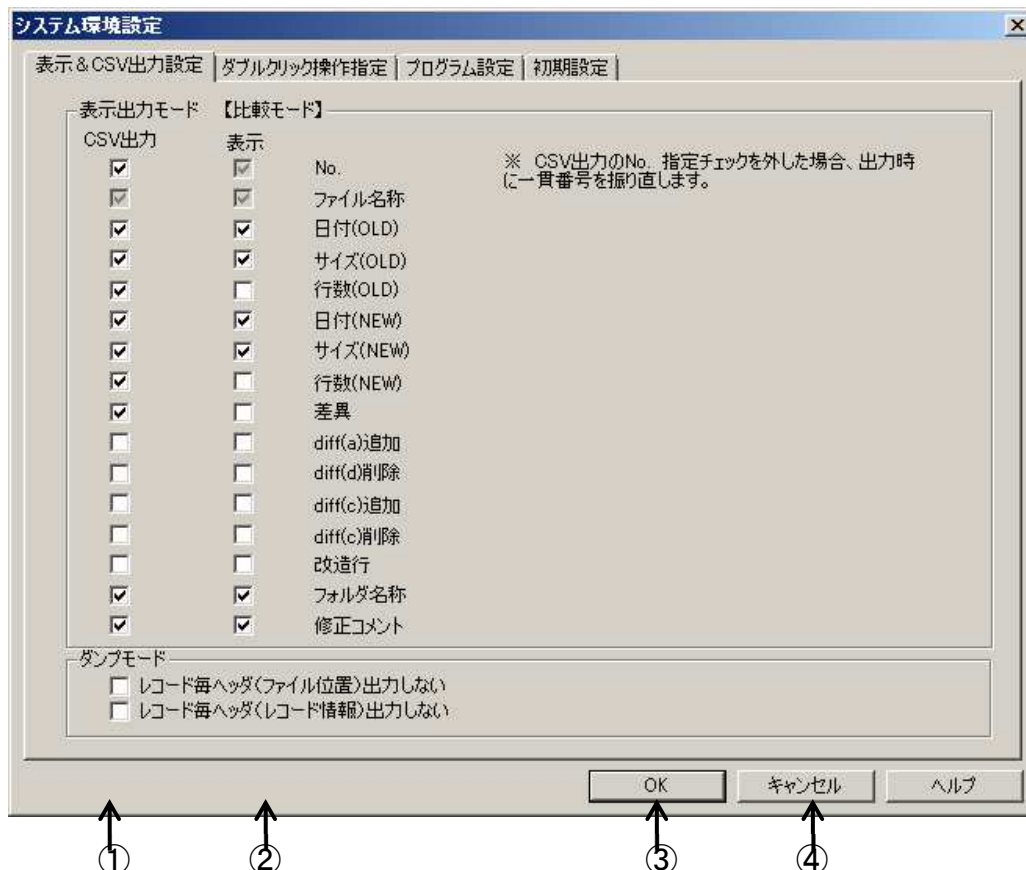 システム環境設定
表示&CSV出力設定 ダブルクリック操作指定 プログラム設定 初期設定
表示出力モード 【比較モード】
CSV出力 表示
No.
※ CSV出力のNo. 指定チェックを外した場合、出力時
に一貫番号を振り直します。
ファイル名称
日付(OLD)
サイズ(OLD)
行数(OLD)
日付(NEW)
サイズ(NEW)
行数(NEW)
差異
diff(a)追加
diff(d)削除
diff(c)追加
diff(c)削除
改造行
フォルダ名称
修正コメント
ダンプモード
レコード毎ヘッダ(ファイル位置)出力しない
レコード毎ヘッダ(レコード情報)出力しない
OK キャンセル ヘルプ
① ② ③ ④